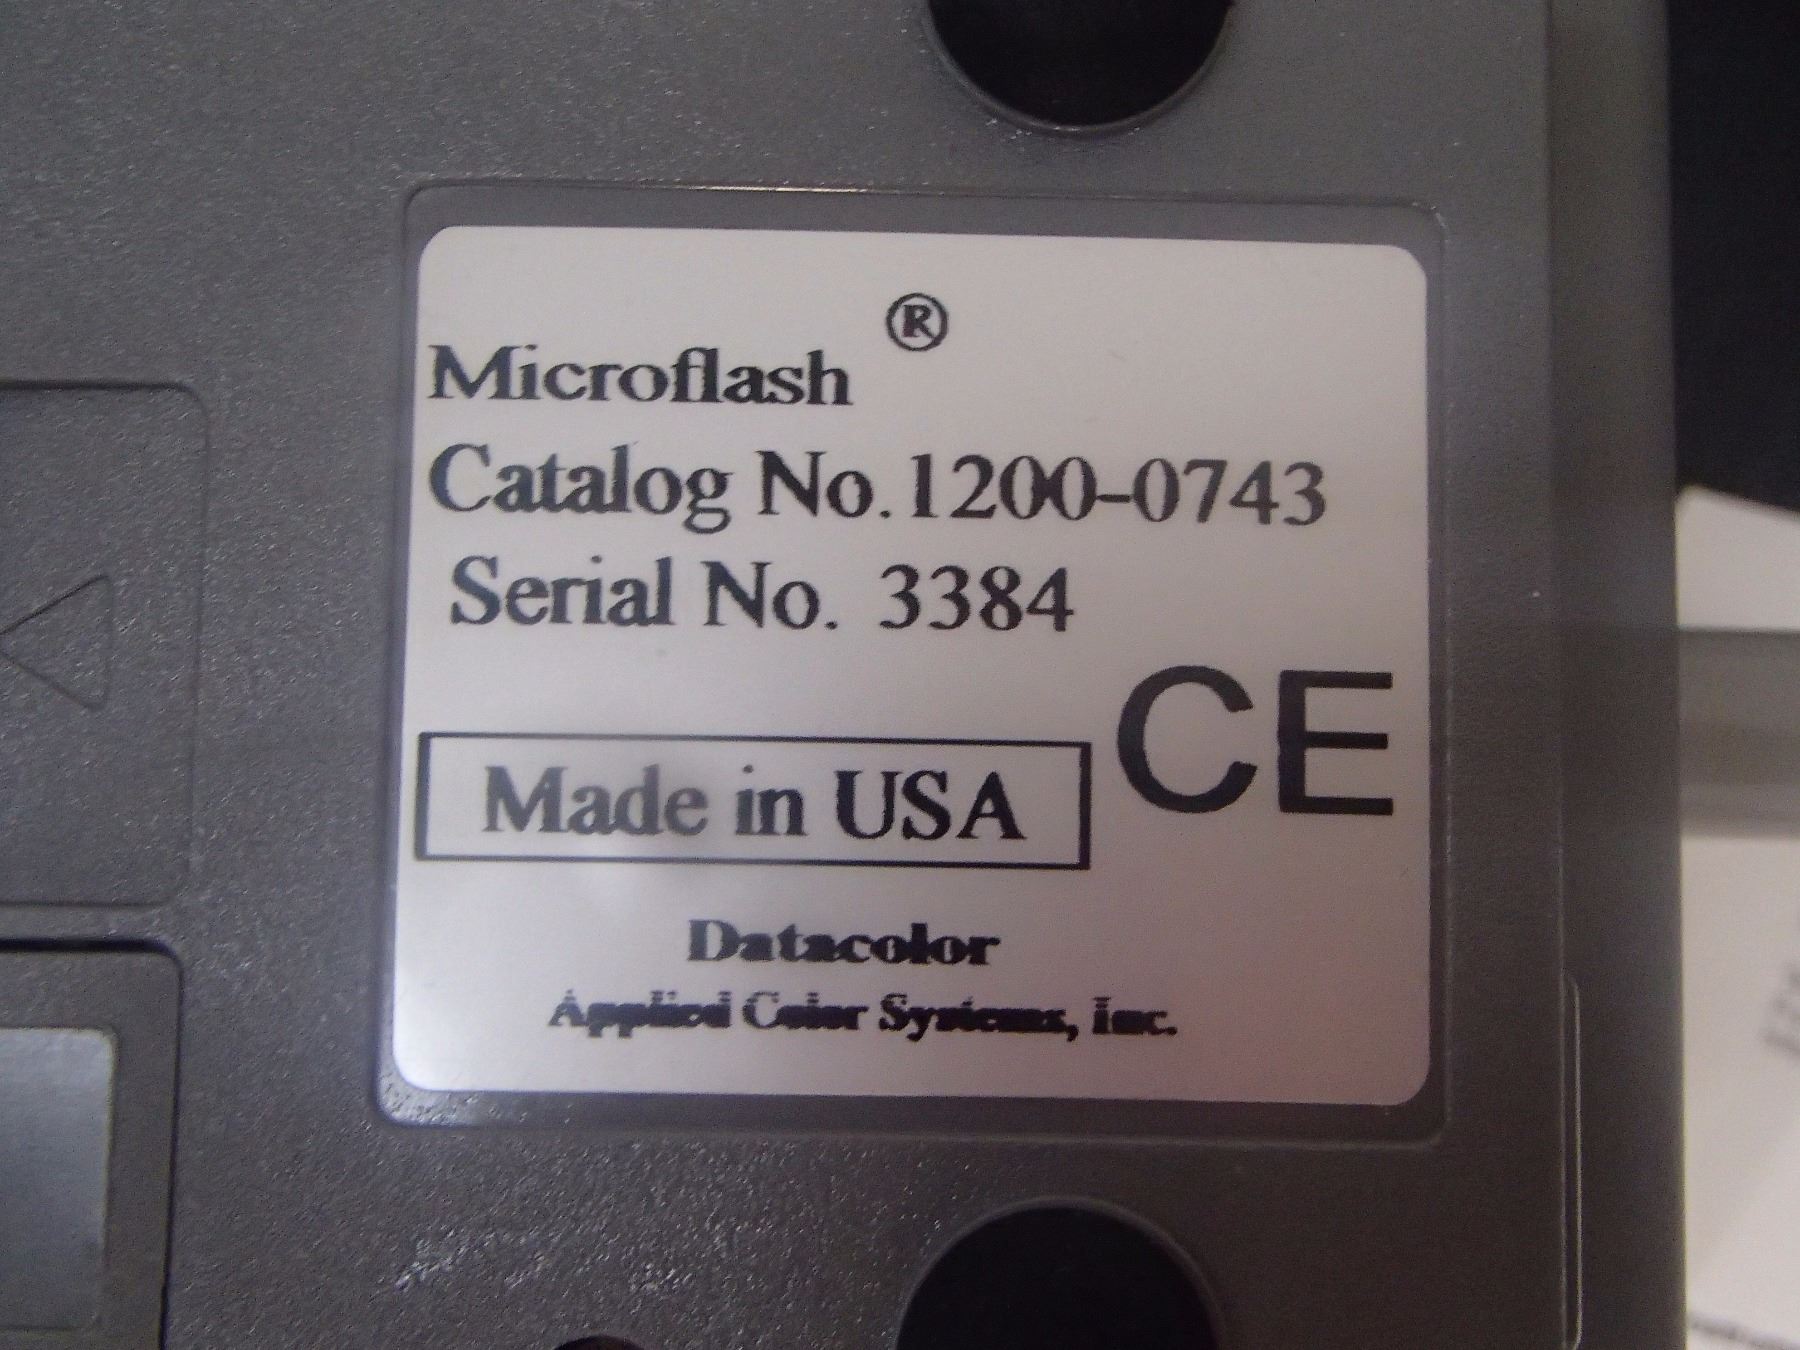 Microflash ®
Catalog No. 1200-0743
Serial No. 3384
CE
Made in USA
Datacolor
Applied Color Systems, Inc.